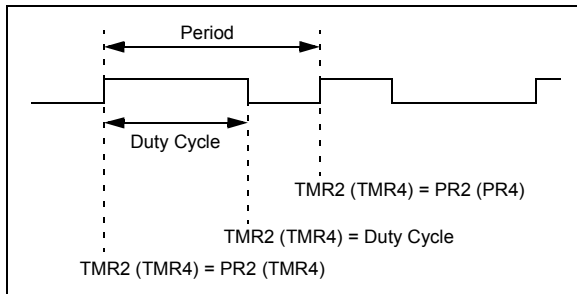 Period
Duty Cycle
TMR2 (TMR4) = PR2 (PR4)
TMR2 (TMR4) = Duty Cycle
TMR2 (TMR4) = PR2 (TMR4)